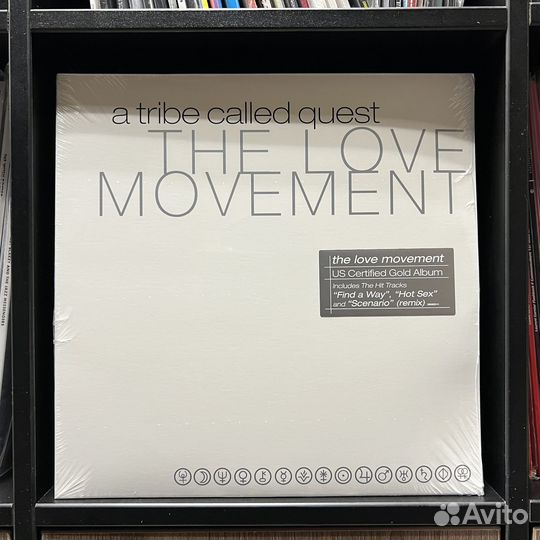 a tribe called quest
THE LOVE
MOVEMENT
the love movement
US Certified Gold Album
Includes The Hit Tracks
"Find a Way", "Hot Sex"
and "Scenario" (remix)
Avito